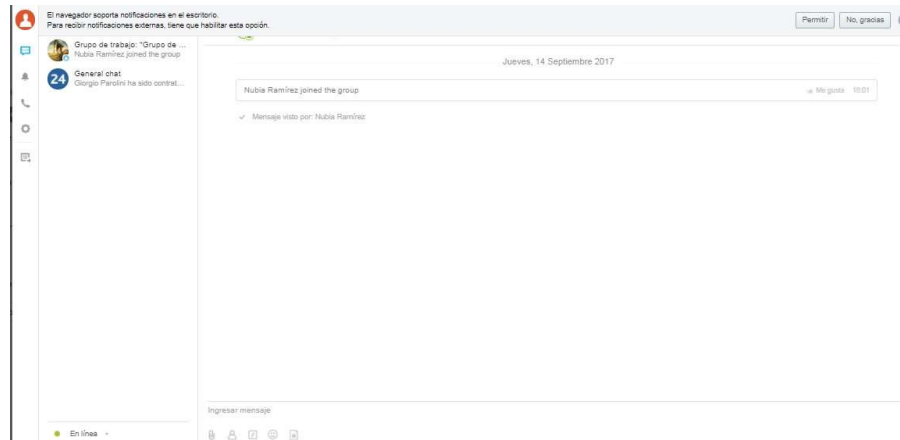 El navegador soporta notificaciones en el escritorio.
Para recibir notificaciones externas, tiene que habilitar esta opción.
Permitir
No, gracias
Grupo de trabajo: "Grupo de ...
Nubia Ramírez joined the group
24
General chat
Giorgio Parolini ha sido contrat...
Jueves, 14 Septiembre 2017
Nubia Ramírez joined the group
Me gusta
Mensaje visto por: Nubia Ramírez
Ingresar mensaje
En línea